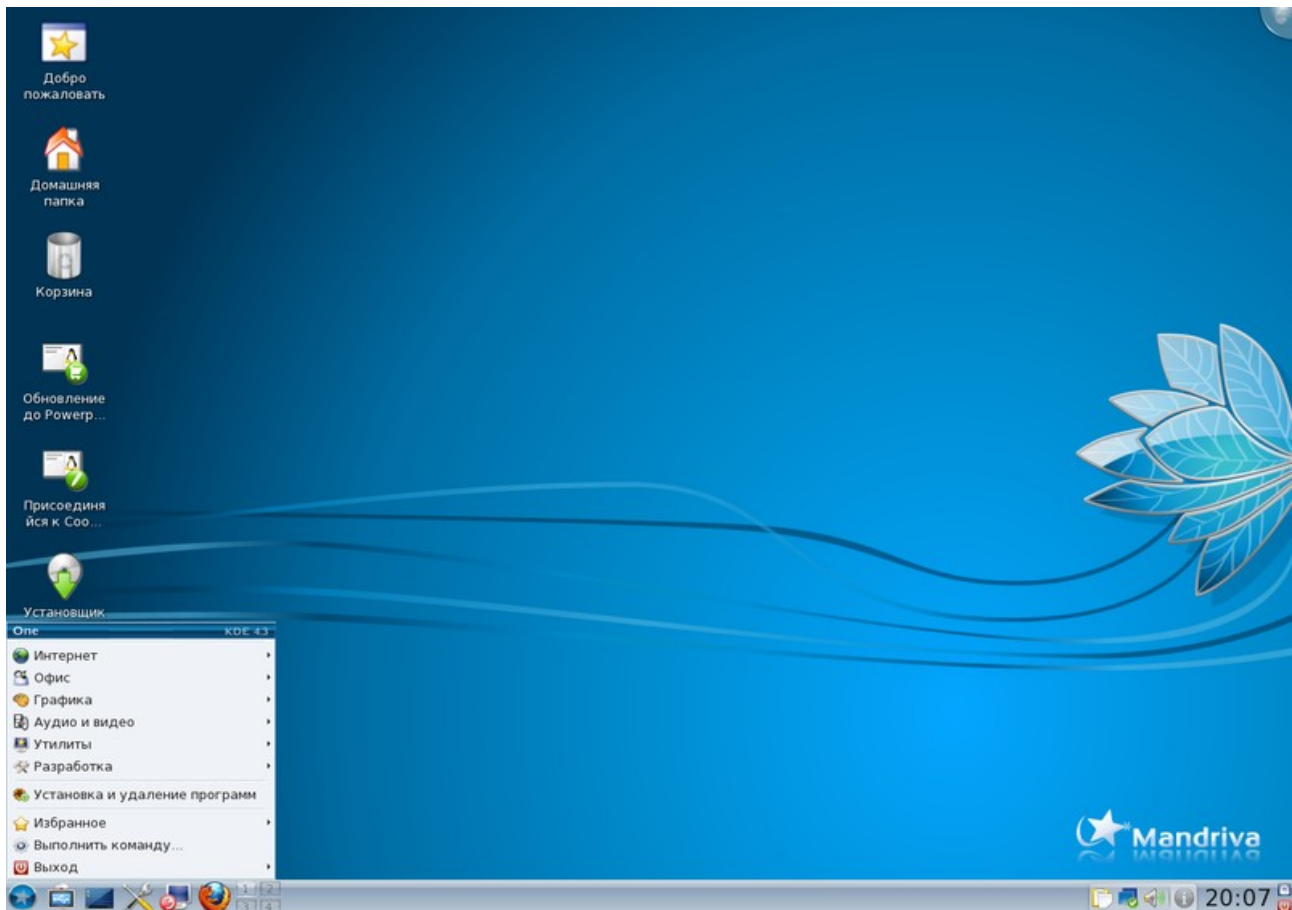 Добро
пожаловать
Домашняя
папка
Корзина
Обновление
до Powerp...
Присоединя
йся к Соо...
Установщик
One KDE 4.3
Интернет
Офис
Графика
Аудио и видео
Утилиты
Разработка
Установка и удаление программ
Избранное
Выполнить команду...
Выход
Mandriva
1 2
3 4
20:07